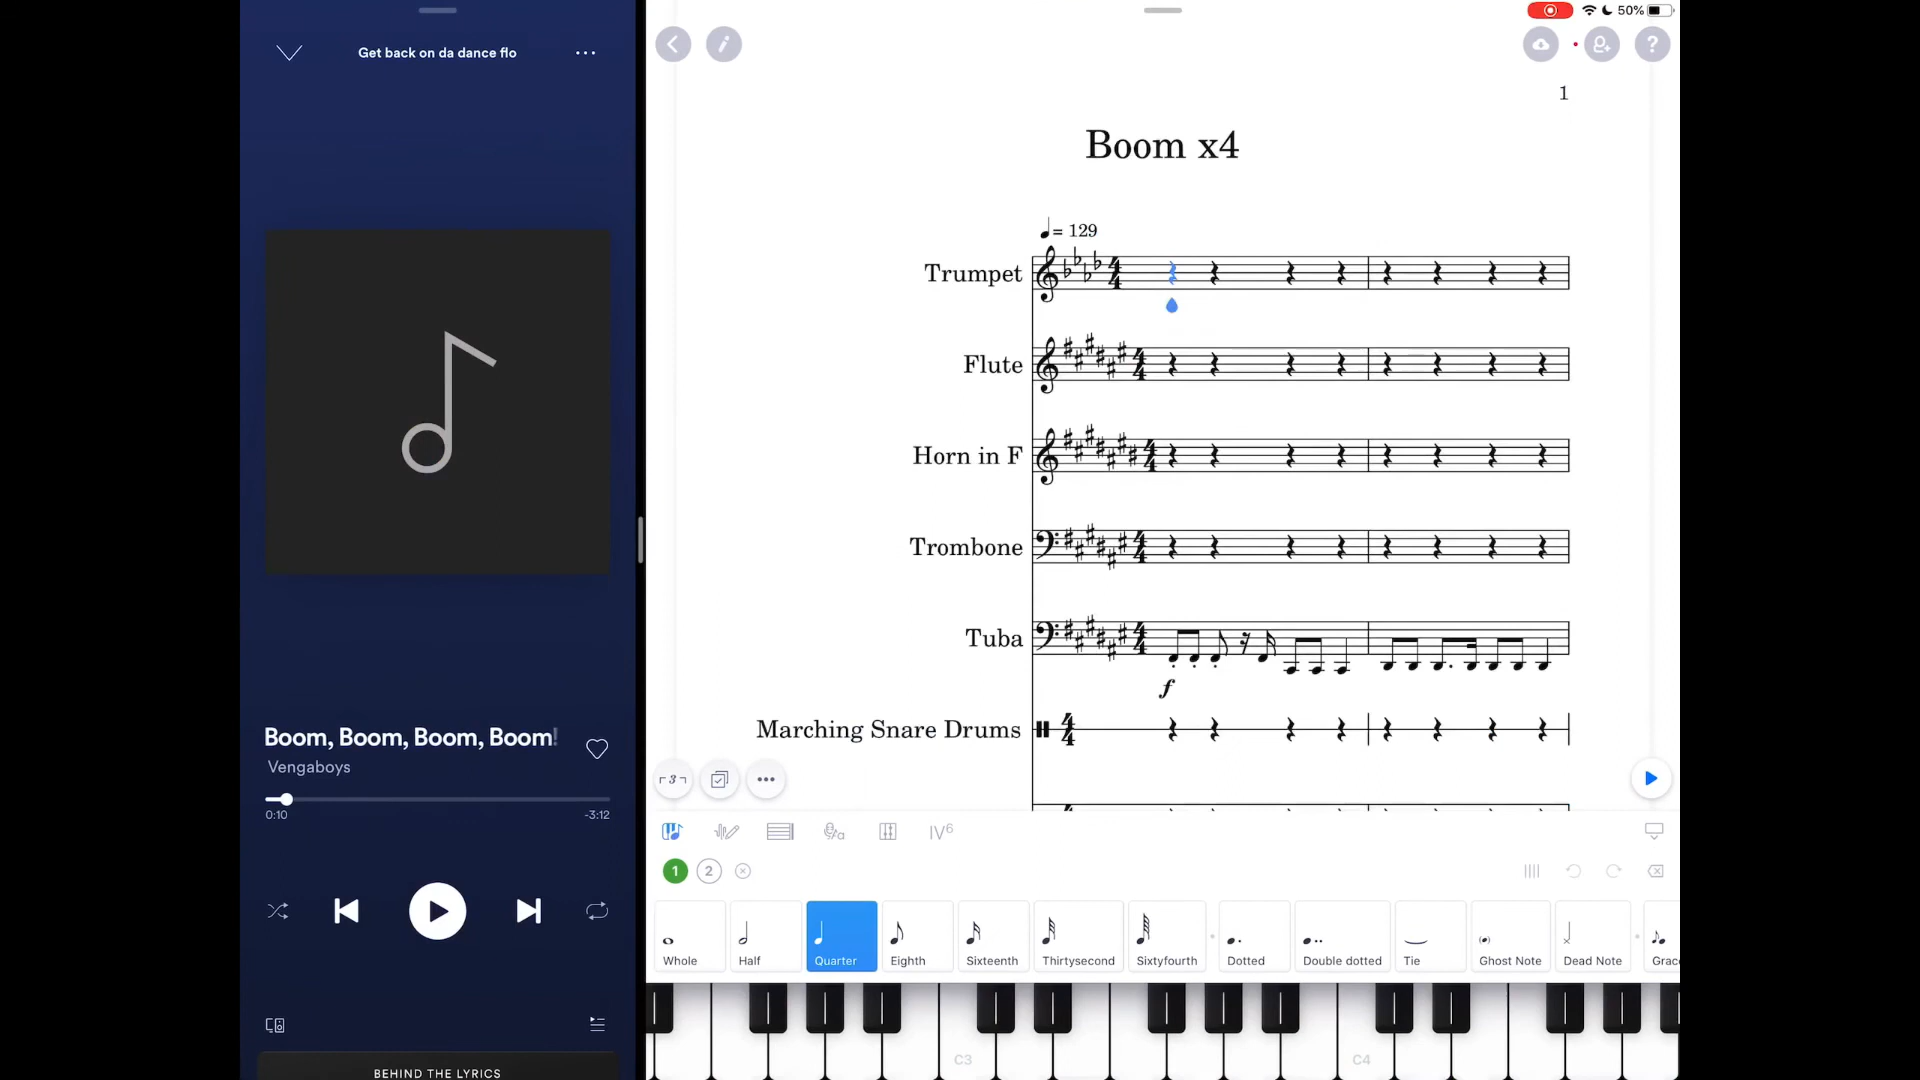 Get back on da dance flo
Boom, Boom, Boom, Boom!
Vengaboys
0:10
-3:12
BEHIND THE LYRICS
50%
1
Boom x4
= 129
Trumpet
Flute
Horn in F
Trombone
Tuba
f
Marching Snare Drums
3
IV6
1
2
Whole
Half
Quarter
Eighth
Sixteenth
Thirtysecond
Sixtyfourth
Dotted
Double dotted
Tie
Ghost Note
Dead Note
Grac
C3
C4